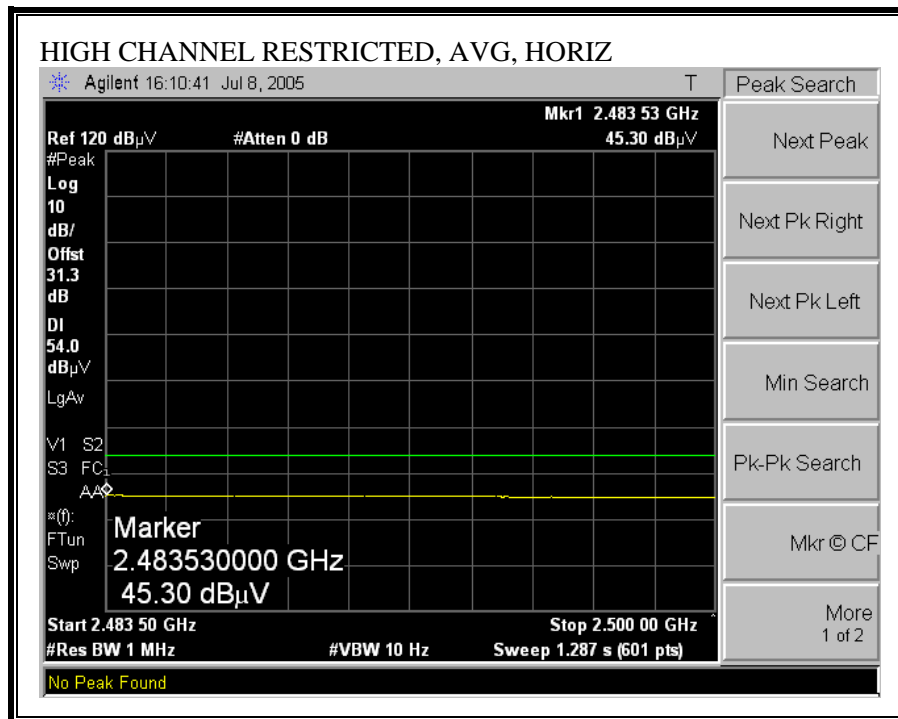 HIGH CHANNEL RESTRICTED, AVG, HORIZ
Agilent 16:10:41 Jul 8, 2005 T
Peak Search
Mkr1 2.483 53 GHz
Ref 120 dBµV #Atten 0 dB 45.30 dBµV
#Peak
Log
10
dB/
Offst
31.3
dB
DI
54.0
dBµV
LgAv
V1 S2
S3 FC
AA
¤(f):
FTun
Swp
1
Marker
2.483530000 GHz
45.30 dBµV
Start 2.483 50 GHz Stop 2.500 00 GHz
#Res BW 1 MHz #VBW 10 Hz Sweep 1.287 s (601 pts)
No Peak Found
Next Peak
Next Pk Right
Next Pk Left
Min Search
Pk-Pk Search
Mkr © CF
More
1 of 2